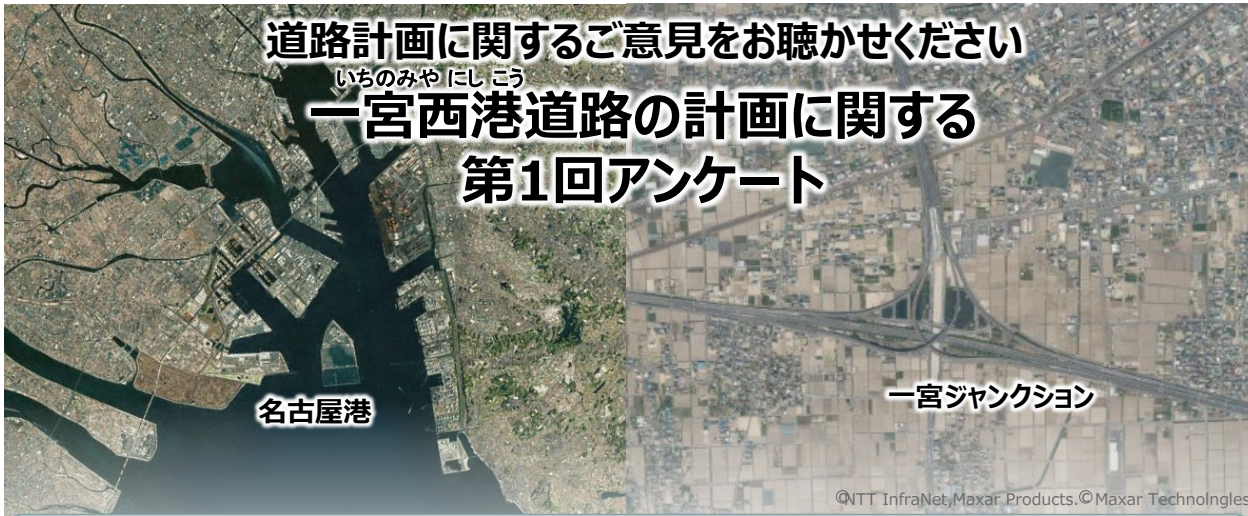 道路計画に関するご意見をお聴かせください
いちのみや にし こう
一宮西港道路の計画に関する
第1回アンケート
名古屋港
一宮ジャンクション
©NTT InfraNet,Maxar Products.©Maxar Technolngles